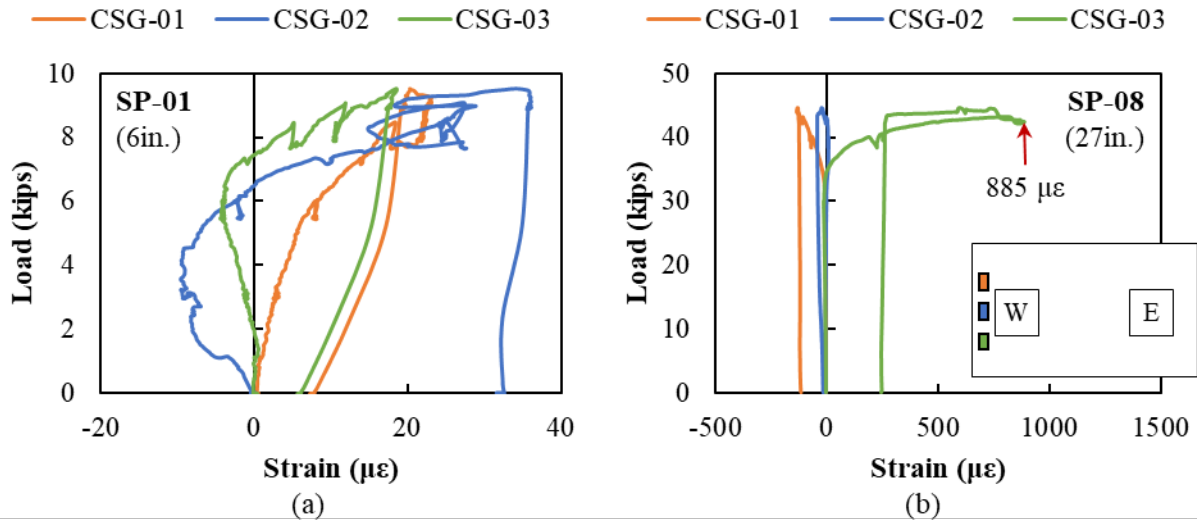 CSG-01 CSG-02 CSG-03
10
8
6
4
2
0
Load (kips)
SP-01
(6in.)
-20 0 20 40
Strain (με)
(a)
CSG-01 CSG-02 CSG-03
50
40
30
20
10
0
Load (kips)
SP-08
(27in.)
885 με
W E
-500 0 500 1000 1500
Strain (με)
(b)